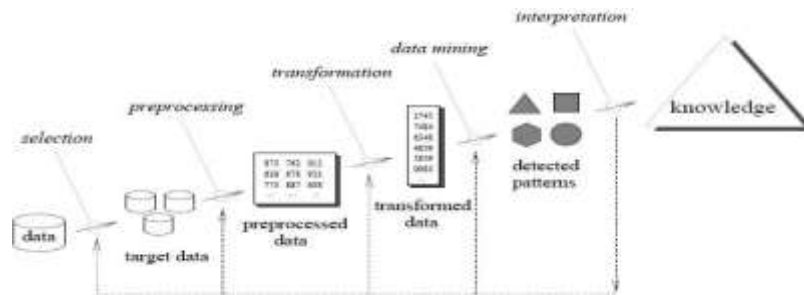 interpretation
data mining
transformation
preprocessing
selection
knowledge
detected
patterns
transformed
data
preprocessed
data
target data
data